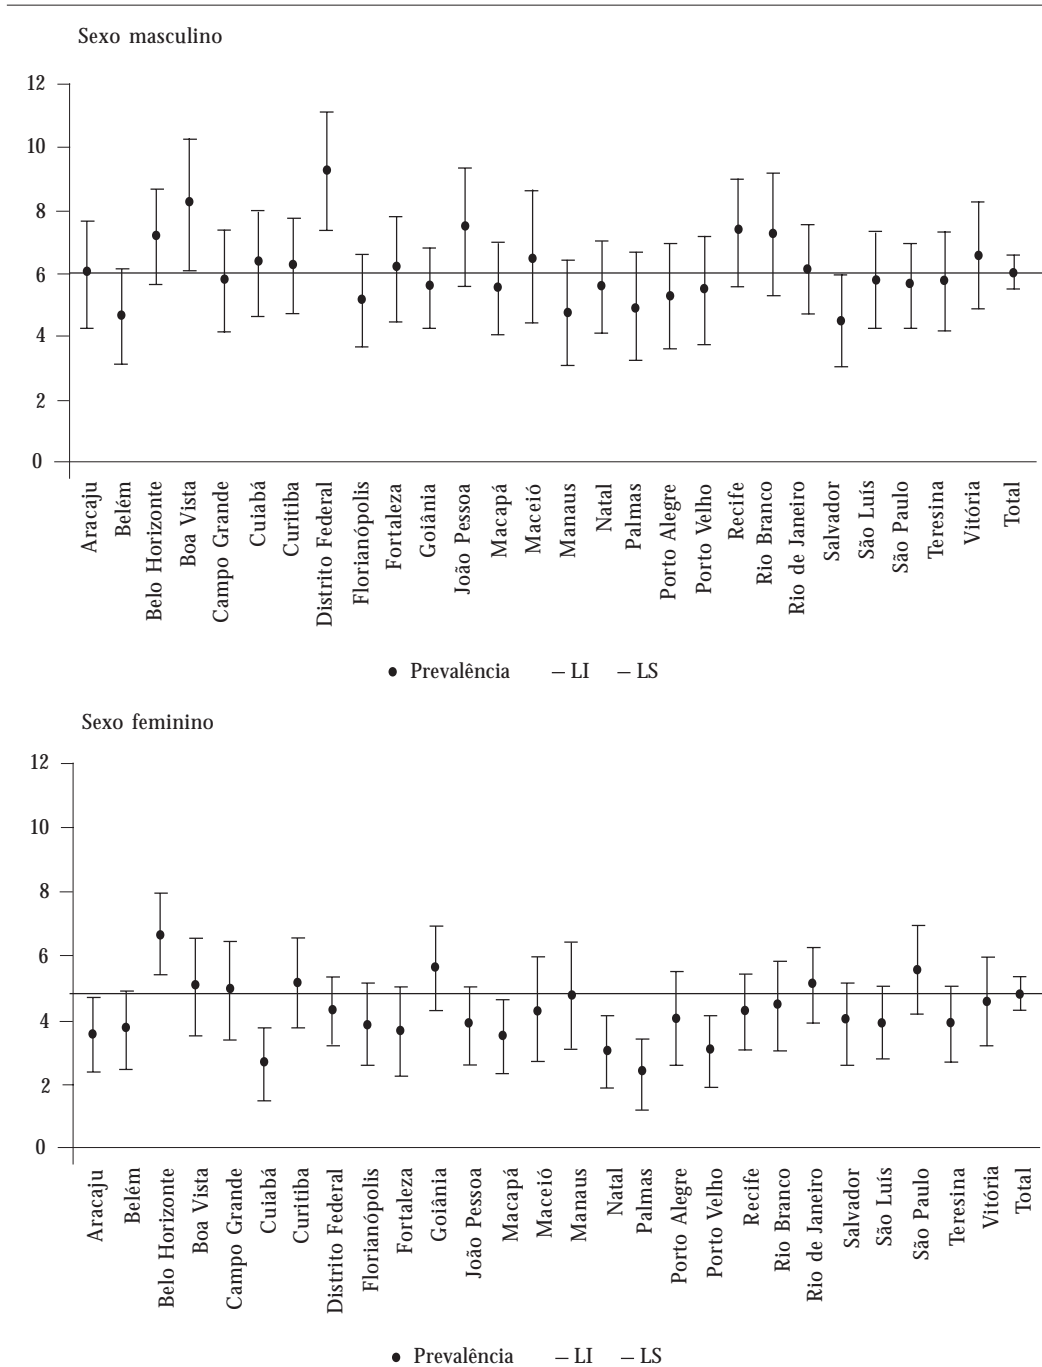 Sexo masculino
12
10
8
6
4
2
0
Aracaju
Belém
Belo Horizonte
Boa Vista
Campo Grande
Cuiabá
Curitiba
Distrito Federal
Florianópolis
Fortaleza
Goiânia
João Pessoa
Macapá
Maceió
Manaus
Natal
Palmas
Porto Alegre
Porto Velho
Recife
Rio Branco
Rio de Janeiro
Salvador
São Luís
São Paulo
Teresina
Vitória
Total
Prevalência – LI – LS
Sexo feminino
12
10
8
6
4
2
0
Aracaju
Belém
Belo Horizonte
Boa Vista
Campo Grande
Cuiabá
Curitiba
Distrito Federal
Florianópolis
Fortaleza
Goiânia
João Pessoa
Macapá
Maceió
Manaus
Natal
Palmas
Porto Alegre
Porto Velho
Recife
Rio Branco
Rio de Janeiro
Salvador
São Luís
São Paulo
Teresina
Vitória
Total
Prevalência – LI – LS